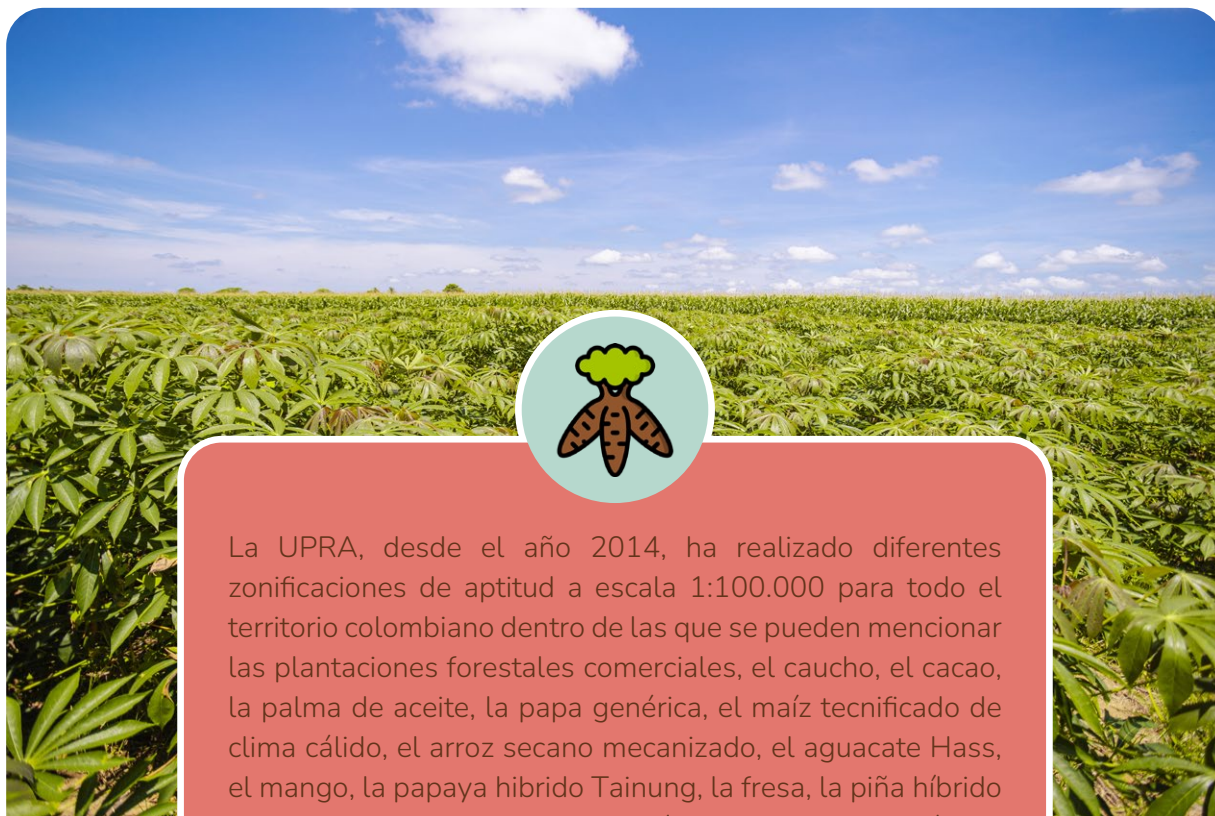 La UPRA, desde el año 2014, ha realizado diferentes
zonificaciones de aptitud a escala 1:100.000 para todo el
territorio colombiano dentro de las que se pueden mencionar
las plantaciones forestales comerciales, el caucho, el cacao,
la palma de aceite, la papa genérica, el maíz tecnificado de
clima cálido, el arroz secano mecanizado, el aguacate Hass,
el mango, la papaya hibrido Tainung, la fresa, la piña híbrido